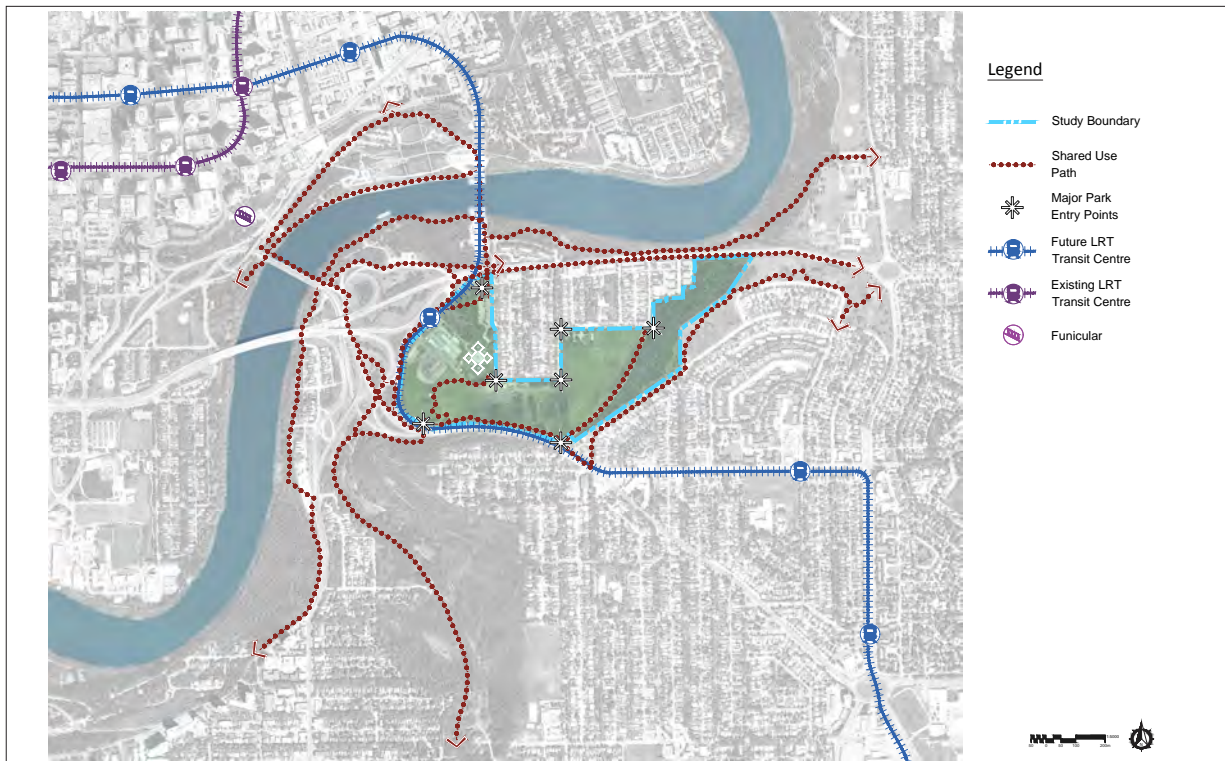 Legend
Study Boundary
Shared Use
Path
Major Park
Entry Points
Future LRT
Transit Centre
Existing LRT
Transit Centre
Funicular